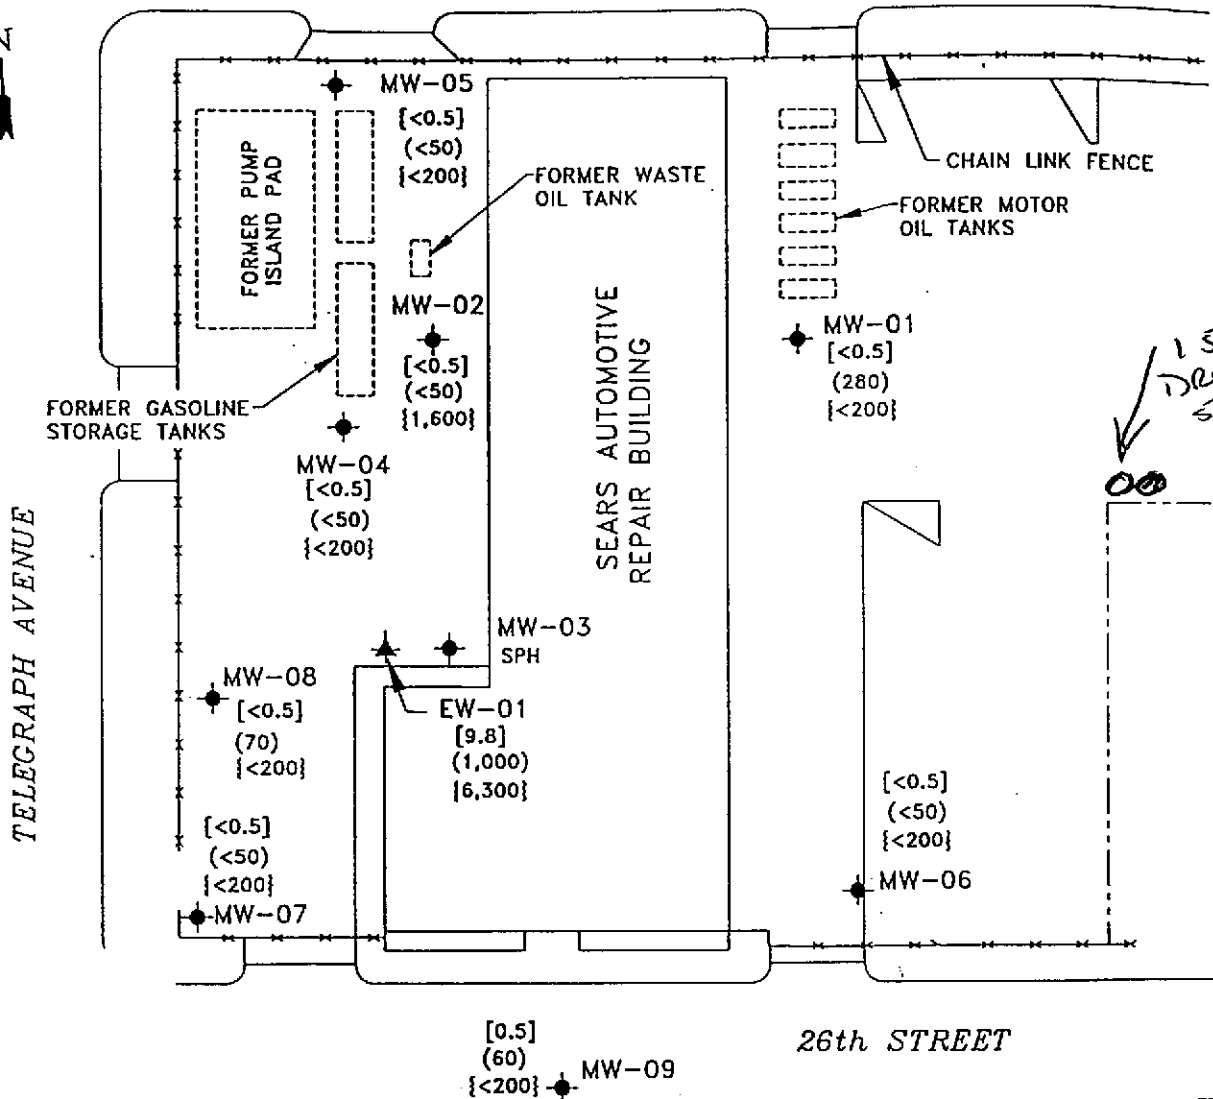 N
MW-05
[<0.5]
(<50)
{<200}
FORMER PUMP
ISLAND PAD
FORMER WASTE
OIL TANK
CHAIN LINK FENCE
FORMER MOTOR
OIL TANKS
MW-02
[<0.5]
(<50)
{1,600}
MW-01
[<0.5]
(280)
{<200}
FORMER GASOLINE
STORAGE TANKS
MW-04
[<0.5]
(<50)
{<200}
SEARS AUTOMOTIVE
REPAIR BUILDING
TELEGRAPH AVENUE
MW-03
SPH
MW-08
[<0.5]
(70)
{<200}
EW-01
[9.8]
(1,000)
{6,300}
[<0.5]
(<50)
{<200}
MW-07
[<0.5]
(<50)
{<200}
MW-06
26th STREET
[0.5]
(60)
{<200}
MW-09